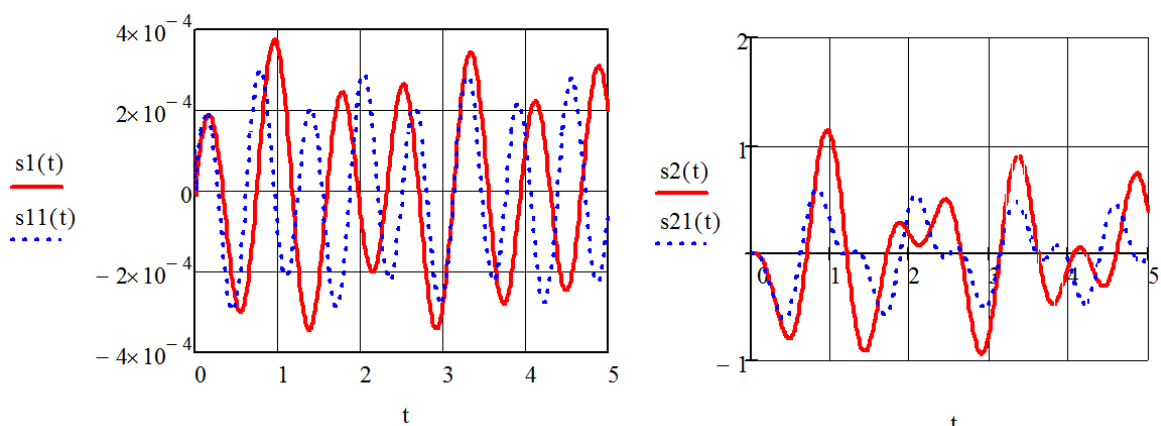 4×10⁻⁴
2×10⁻⁴
0
−2×10⁻⁴
−4×10⁻⁴
s1(t)
s11(t)
0 1 2 3 4 5
t
2
1
−1
s2(t)
s21(t)
0 1 2 3 4 5
t